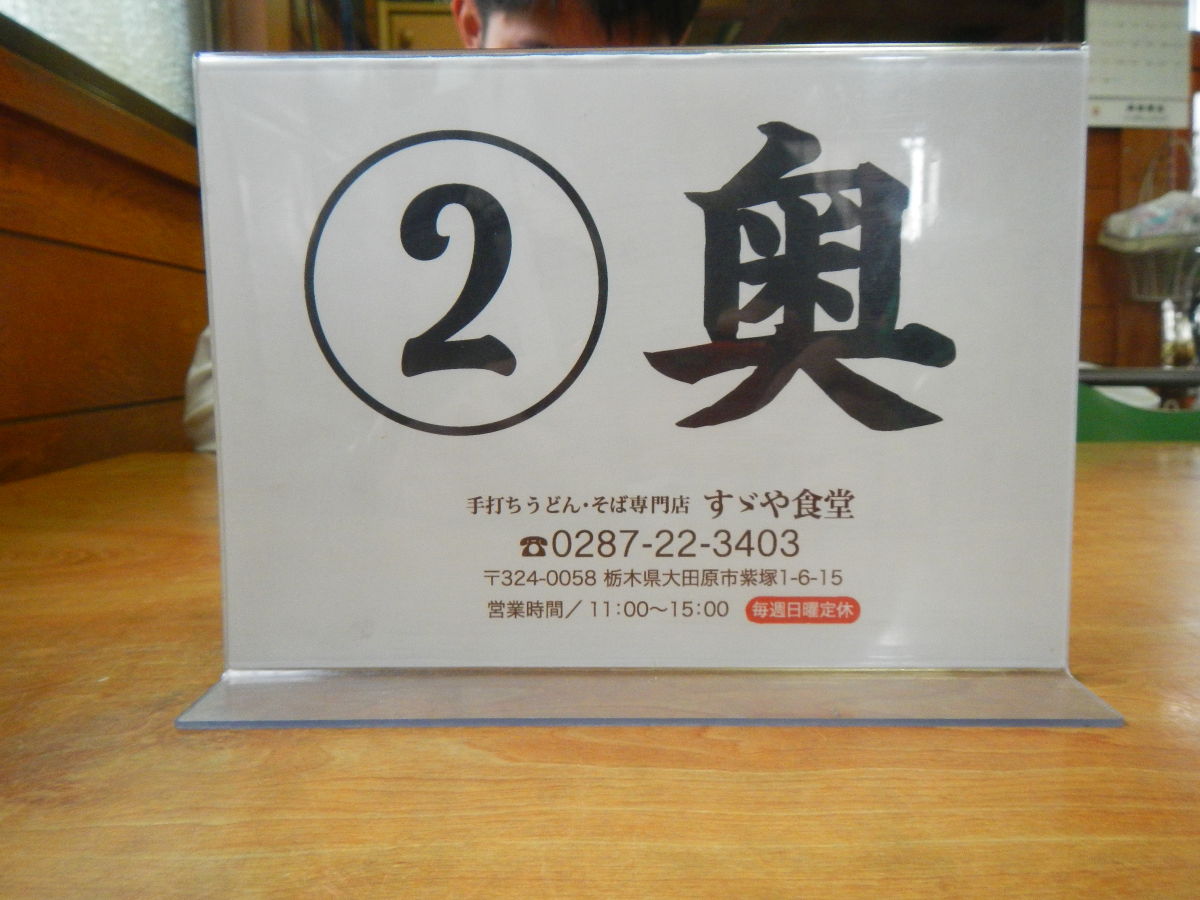 ② 奥
手打ちうどん・そば専門店 すゞや食堂
☎0287-22-3403
〒324-0058 栃木県大田原市紫塚1-6-15
営業時間／11:00〜15:00 毎週日曜定休